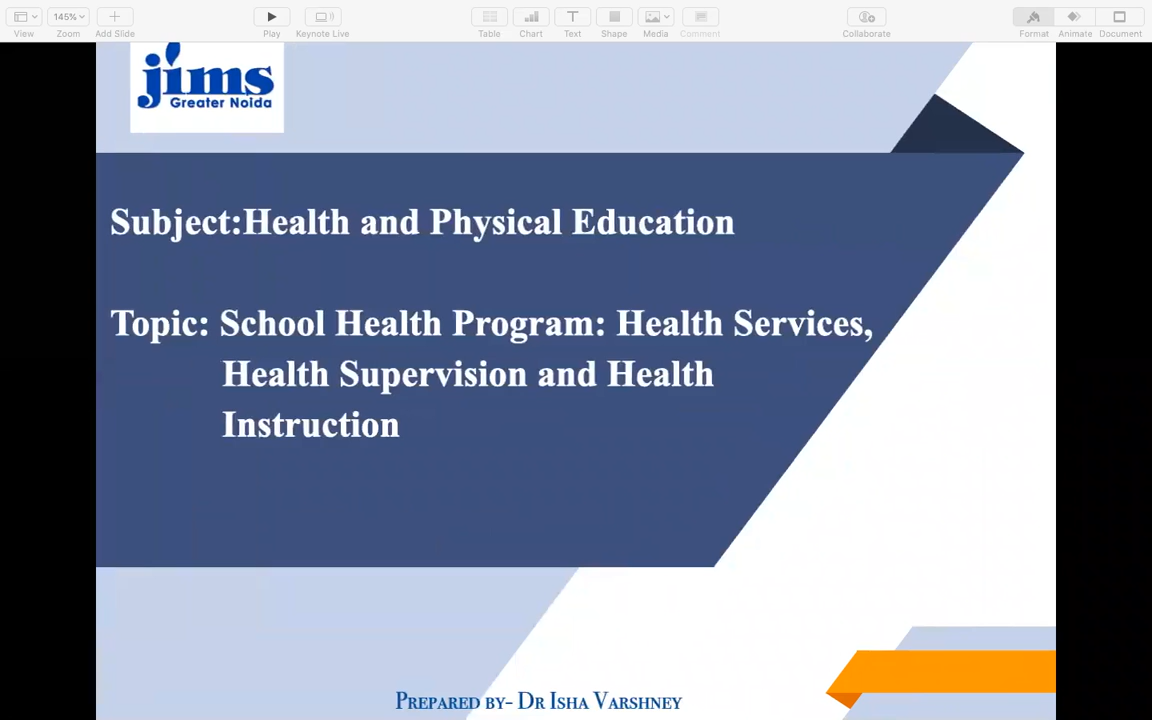 145%
View
Zoom
Add Slide
Play
Keynote Live
Table
Chart
Text
Shape
Media
Comment
Collaborate
Format
Animate
Document
jims
Greater Noida
Subject:Health and Physical Education
Topic: School Health Program: Health Services,
Health Supervision and Health
Instruction
Prepared by- Dr Isha Varshney